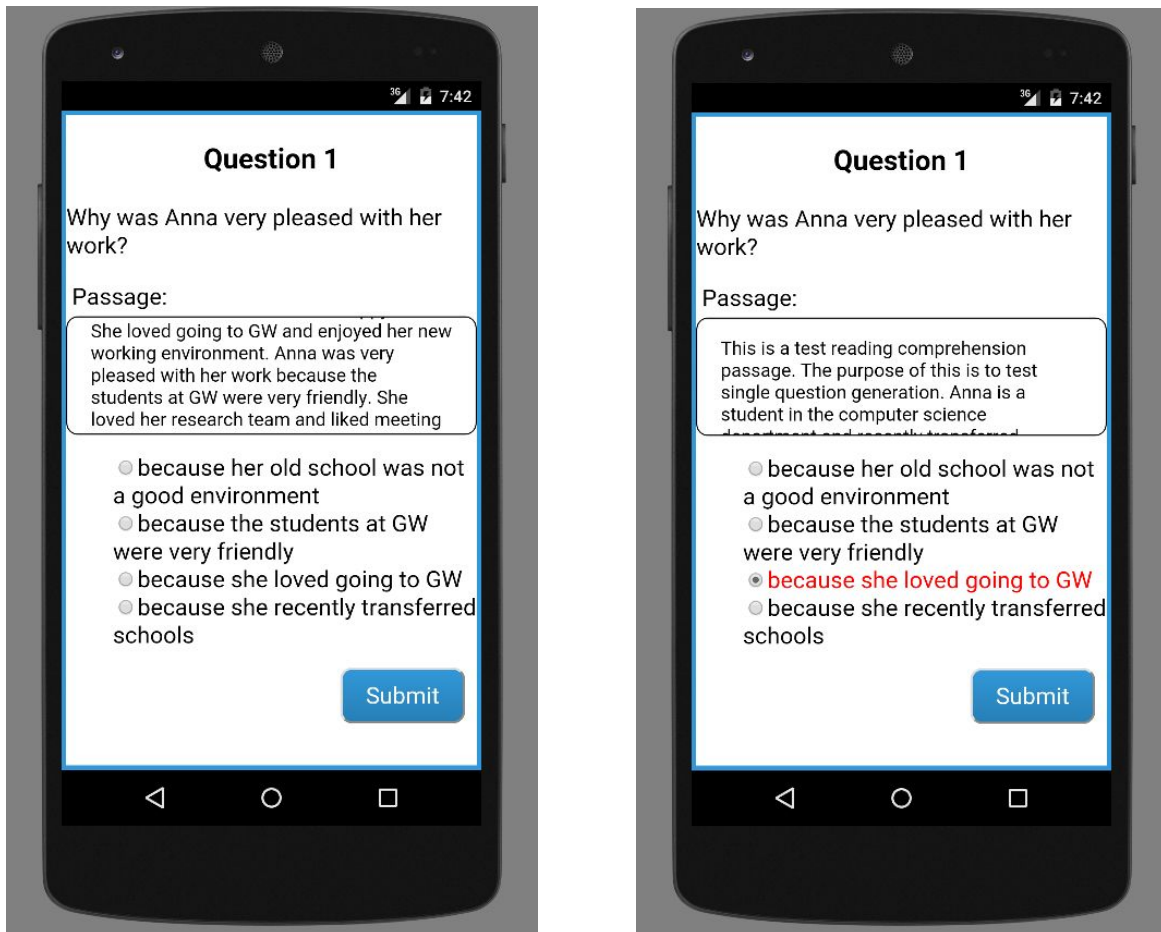 3G 7:42
Question 1
Why was Anna very pleased with her
work?
Passage:
She loved going to GW and enjoyed her new
working environment. Anna was very
pleased with her work because the
students at GW were very friendly. She
loved her research team and liked meeting
because her old school was not
a good environment
because the students at GW
were very friendly
because she loved going to GW
because she recently transferred
schools
Submit
3G 7:42
Question 1
Why was Anna very pleased with her
work?
Passage:
This is a test reading comprehension
passage. The purpose of this is to test
single question generation. Anna is a
student in the computer science
department and recently transferred
because her old school was not
a good environment
because the students at GW
were very friendly
because she loved going to GW
because she recently transferred
schools
Submit